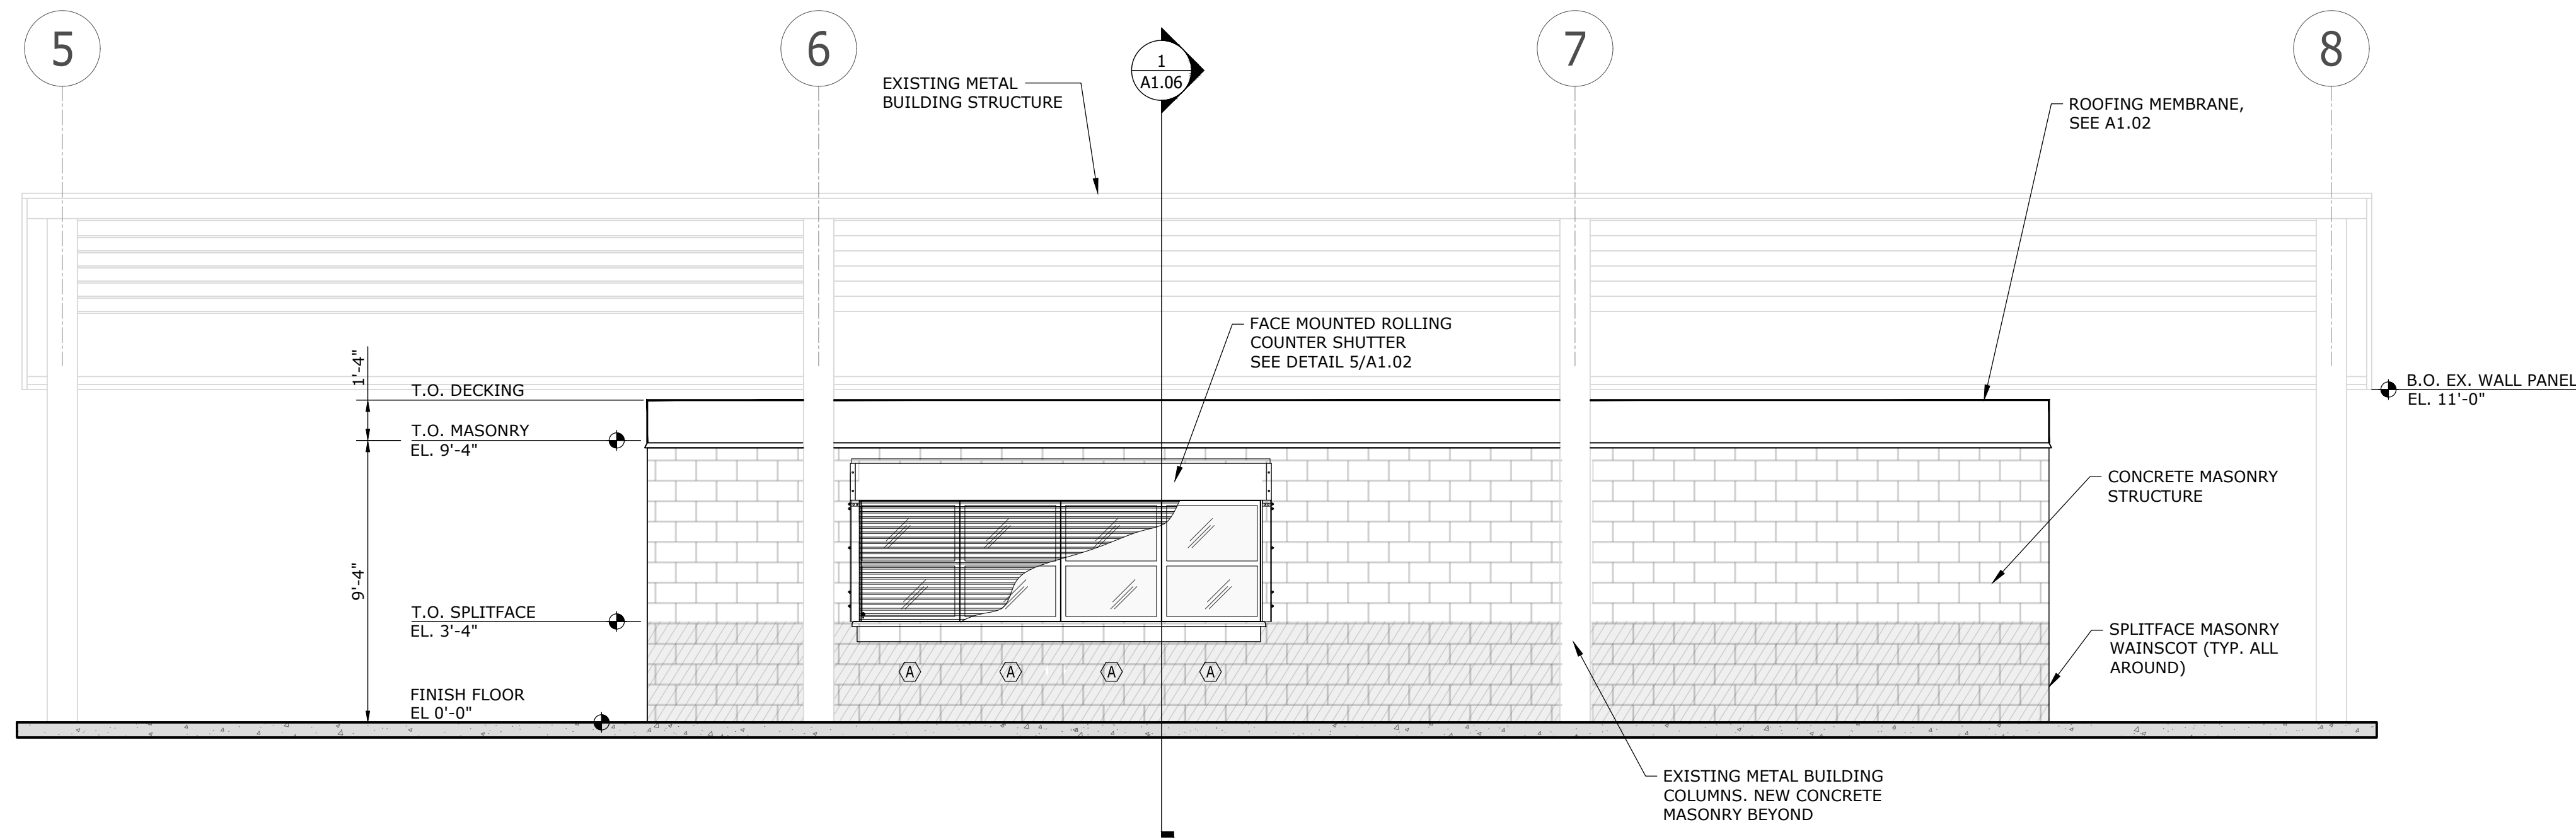 5
6
7
8
1
A1.06
EXISTING METAL
BUILDING STRUCTURE
ROOFING MEMBRANE,
SEE A1.02
FACE MOUNTED ROLLING
COUNTER SHUTTER
SEE DETAIL 5/A1.02
1'-4"
T.O. DECKING
B.O. EX. WALL PANEL
EL. 11'-0"
T.O. MASONRY
EL. 9'-4"
CONCRETE MASONRY
STRUCTURE
9'-4"
T.O. SPLITFACE
EL. 3'-4"
SPLITFACE MASONRY
WAINSCOT (TYP. ALL
AROUND)
A
A
A
A
FINISH FLOOR
EL 0'-0"
EXISTING METAL BUILDING
COLUMNS. NEW CONCRETE
MASONRY BEYOND